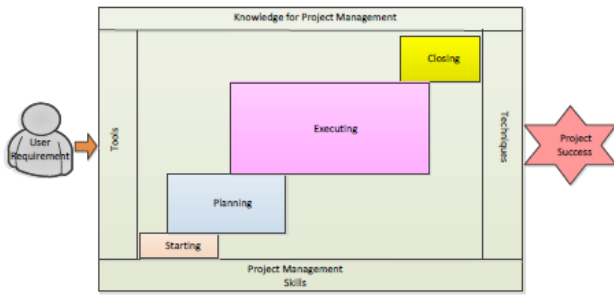 Knowledge for Project Management
Closing
Executing
User
Requirement
Tools
Techniques
Project
Success
Planning
Starting
Project Management
Skills